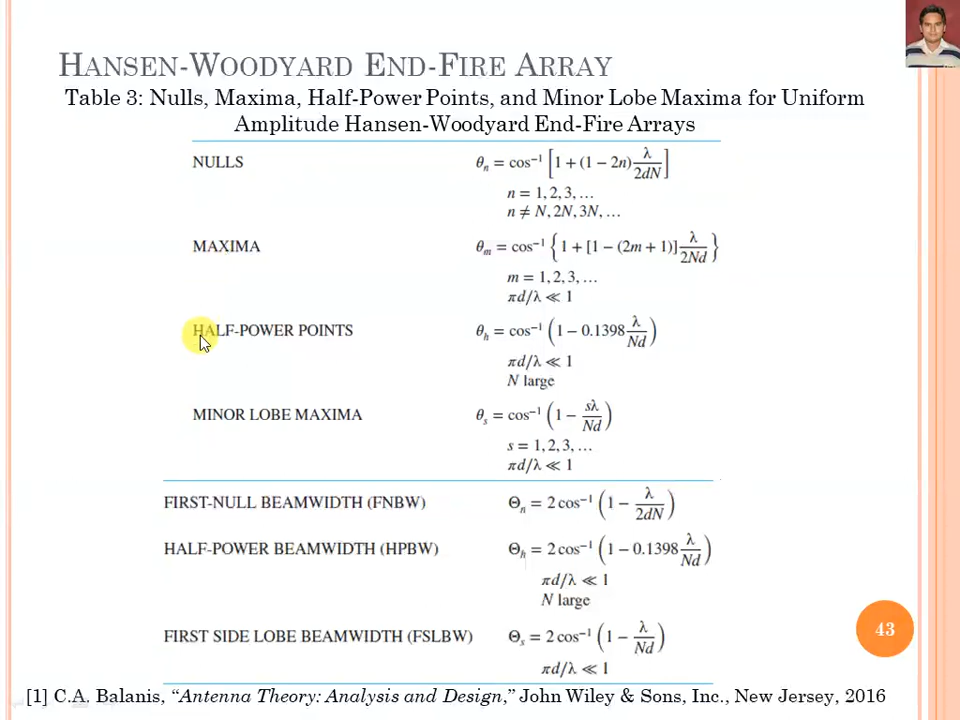 HANSEN-WOODYARD END-FIRE ARRAY
Table 3: Nulls, Maxima, Half-Power Points, and Minor Lobe Maxima for Uniform
Amplitude Hansen-Woodyard End-Fire Arrays
NULLS θₙ = cos⁻¹ [1 + (1 − 2n) λ/2dN]
n = 1, 2, 3, …
n ≠ N, 2N, 3N, …
MAXIMA θₘ = cos⁻¹ {1 + [1 − (2m + 1)] λ/2Nd}
m = 1, 2, 3, …
πd/λ ≪ 1
HALF-POWER POINTS θₕ = cos⁻¹ (1 − 0.1398 λ/Nd)
πd/λ ≪ 1
N large
MINOR LOBE MAXIMA θₛ = cos⁻¹ (1 − sλ/Nd)
s = 1, 2, 3, …
πd/λ ≪ 1
FIRST-NULL BEAMWIDTH (FNBW) Θₙ = 2 cos⁻¹ (1 − λ/2dN)
HALF-POWER BEAMWIDTH (HPBW) Θₕ = 2 cos⁻¹ (1 − 0.1398 λ/Nd)
πd/λ ≪ 1
N large
43
FIRST SIDE LOBE BEAMWIDTH (FSLBW) Θₛ = 2 cos⁻¹ (1 − λ/Nd)
πd/λ ≪ 1
[1] C.A. Balanis, “Antenna Theory: Analysis and Design,” John Wiley & Sons, Inc., New Jersey, 2016